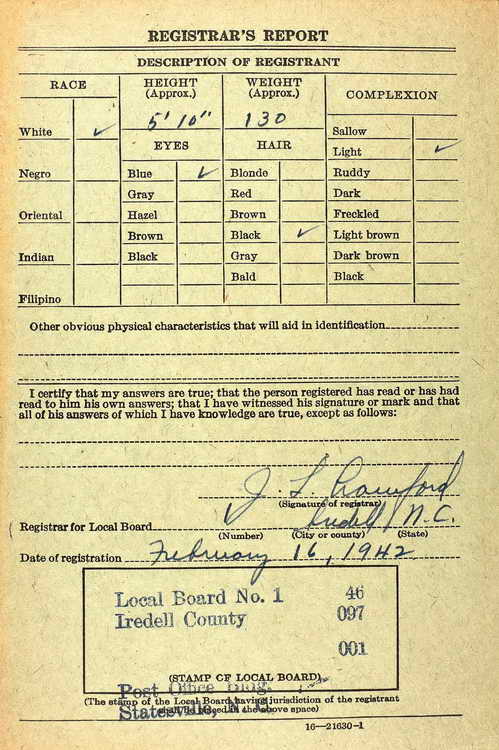 REGISTRAR'S REPORT
DESCRIPTION OF REGISTRANT
RACE
HEIGHT
(Approx.)
WEIGHT
(Approx.)
COMPLEXION
5' 10"
130
White ✓
EYES
HAIR
Sallow
Light ✓
Negro
Blue ✓
Blonde
Ruddy
Gray
Red
Dark
Oriental
Hazel
Brown
Freckled
Brown
Black ✓
Light brown
Indian
Black
Gray
Dark brown
Bald
Black
Filipino
Other obvious physical characteristics that will aid in identification
I certify that my answers are true; that the person registered has read or has had
read to him his own answers; that I have witnessed his signature or mark and that
all of his answers of which I have knowledge are true, except as follows:
J. L. Crawford
(Signature of registrar)
Registrar for Local Board ✓ Iredell N.C.
(Number) (City or county) (State)
Date of registration February 16, 1942
Local Board No. 1 46
Iredell County 097
001
(STAMP OF LOCAL BOARD)
Post Office Bldg.
(The stamp of the Local Board having jurisdiction of the registrant
shall be placed in the above space)
Statesville, N. C.
16—21630-1